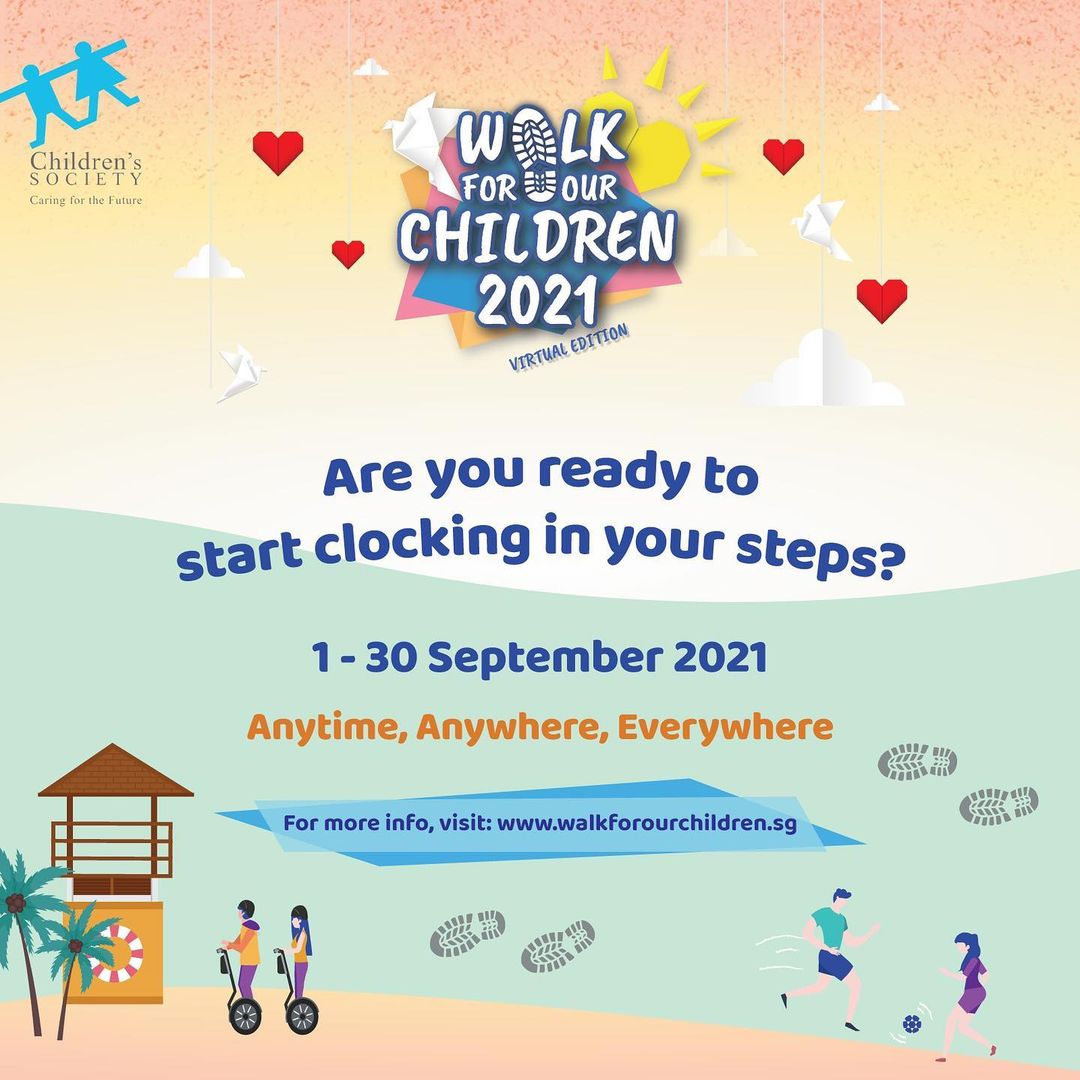 Children's
SOCIETY
Caring for the Future
WALK
FOR OUR
CHILDREN
2021
VIRTUAL EDITION
Are you ready to
start clocking in your steps?
1 - 30 September 2021
Anytime, Anywhere, Everywhere
For more info, visit: www.walkforourchildren.sg